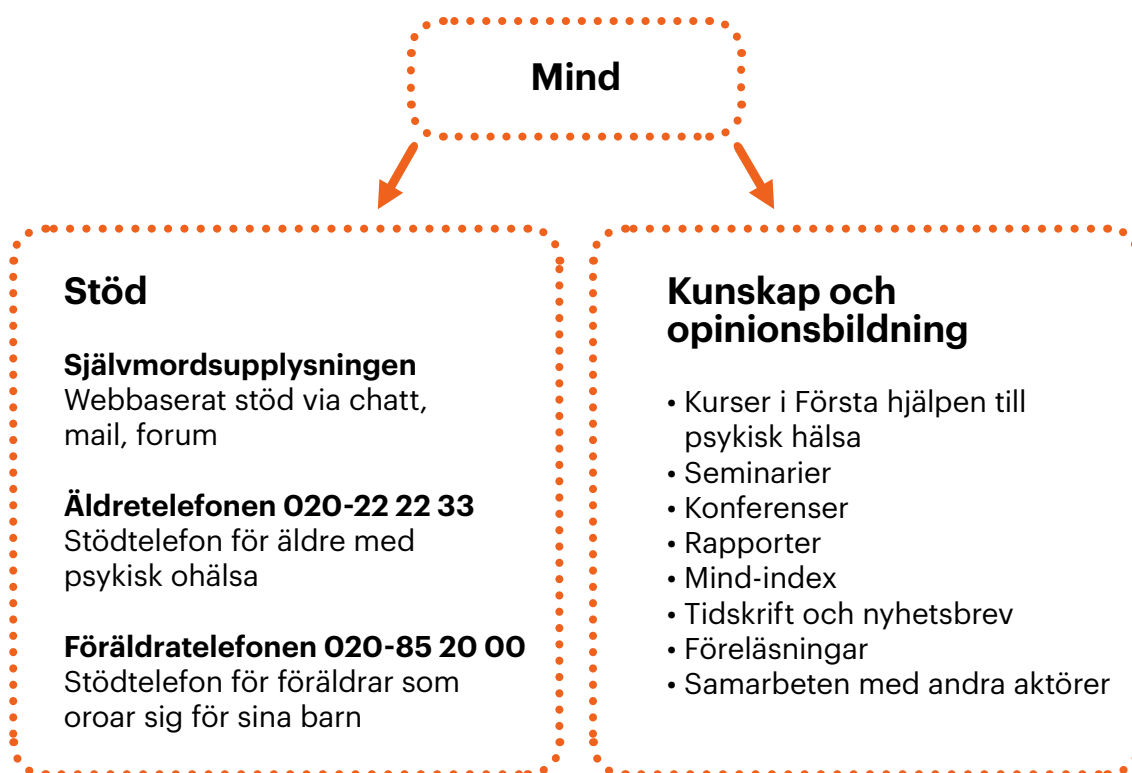 Mind
Stöd
Självmordsupplysningen
Webbaserat stöd via chatt,
mail, forum
Äldretelefonen 020-22 22 33
Stödtelefon för äldre med
psykisk ohälsa
Föräldratelefonen 020-85 20 00
Stödtelefon för föräldrar som
oroar sig för sina barn
Kunskap och
opinionsbildning
• Kurser i Första hjälpen till
psykisk hälsa
• Seminarier
• Konferenser
• Rapporter
• Mind-index
• Tidskrift och nyhetsbrev
• Föreläsningar
• Samarbeten med andra aktörer